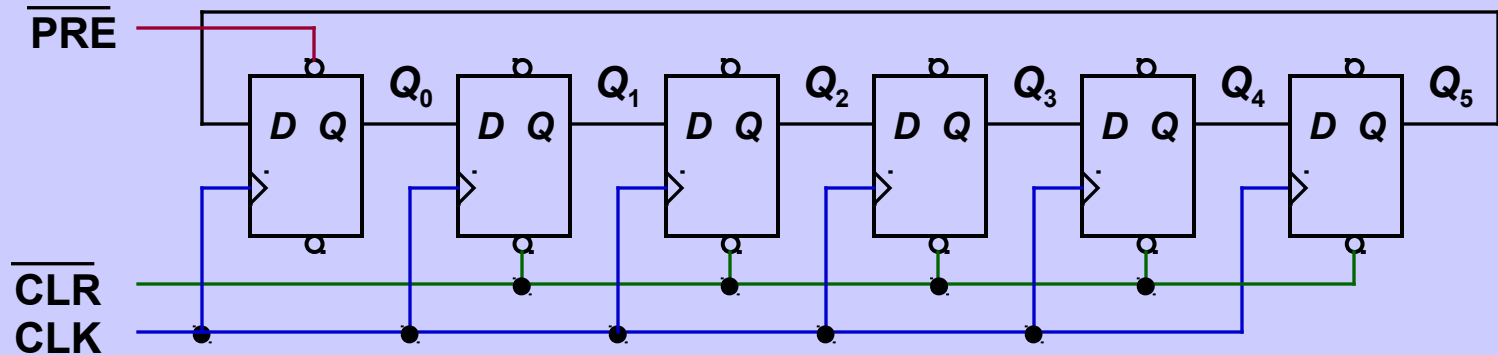 PRE
Q0 Q1 Q2 Q3 Q4 Q5
D Q D Q D Q D Q D Q D Q
CLR
CLK